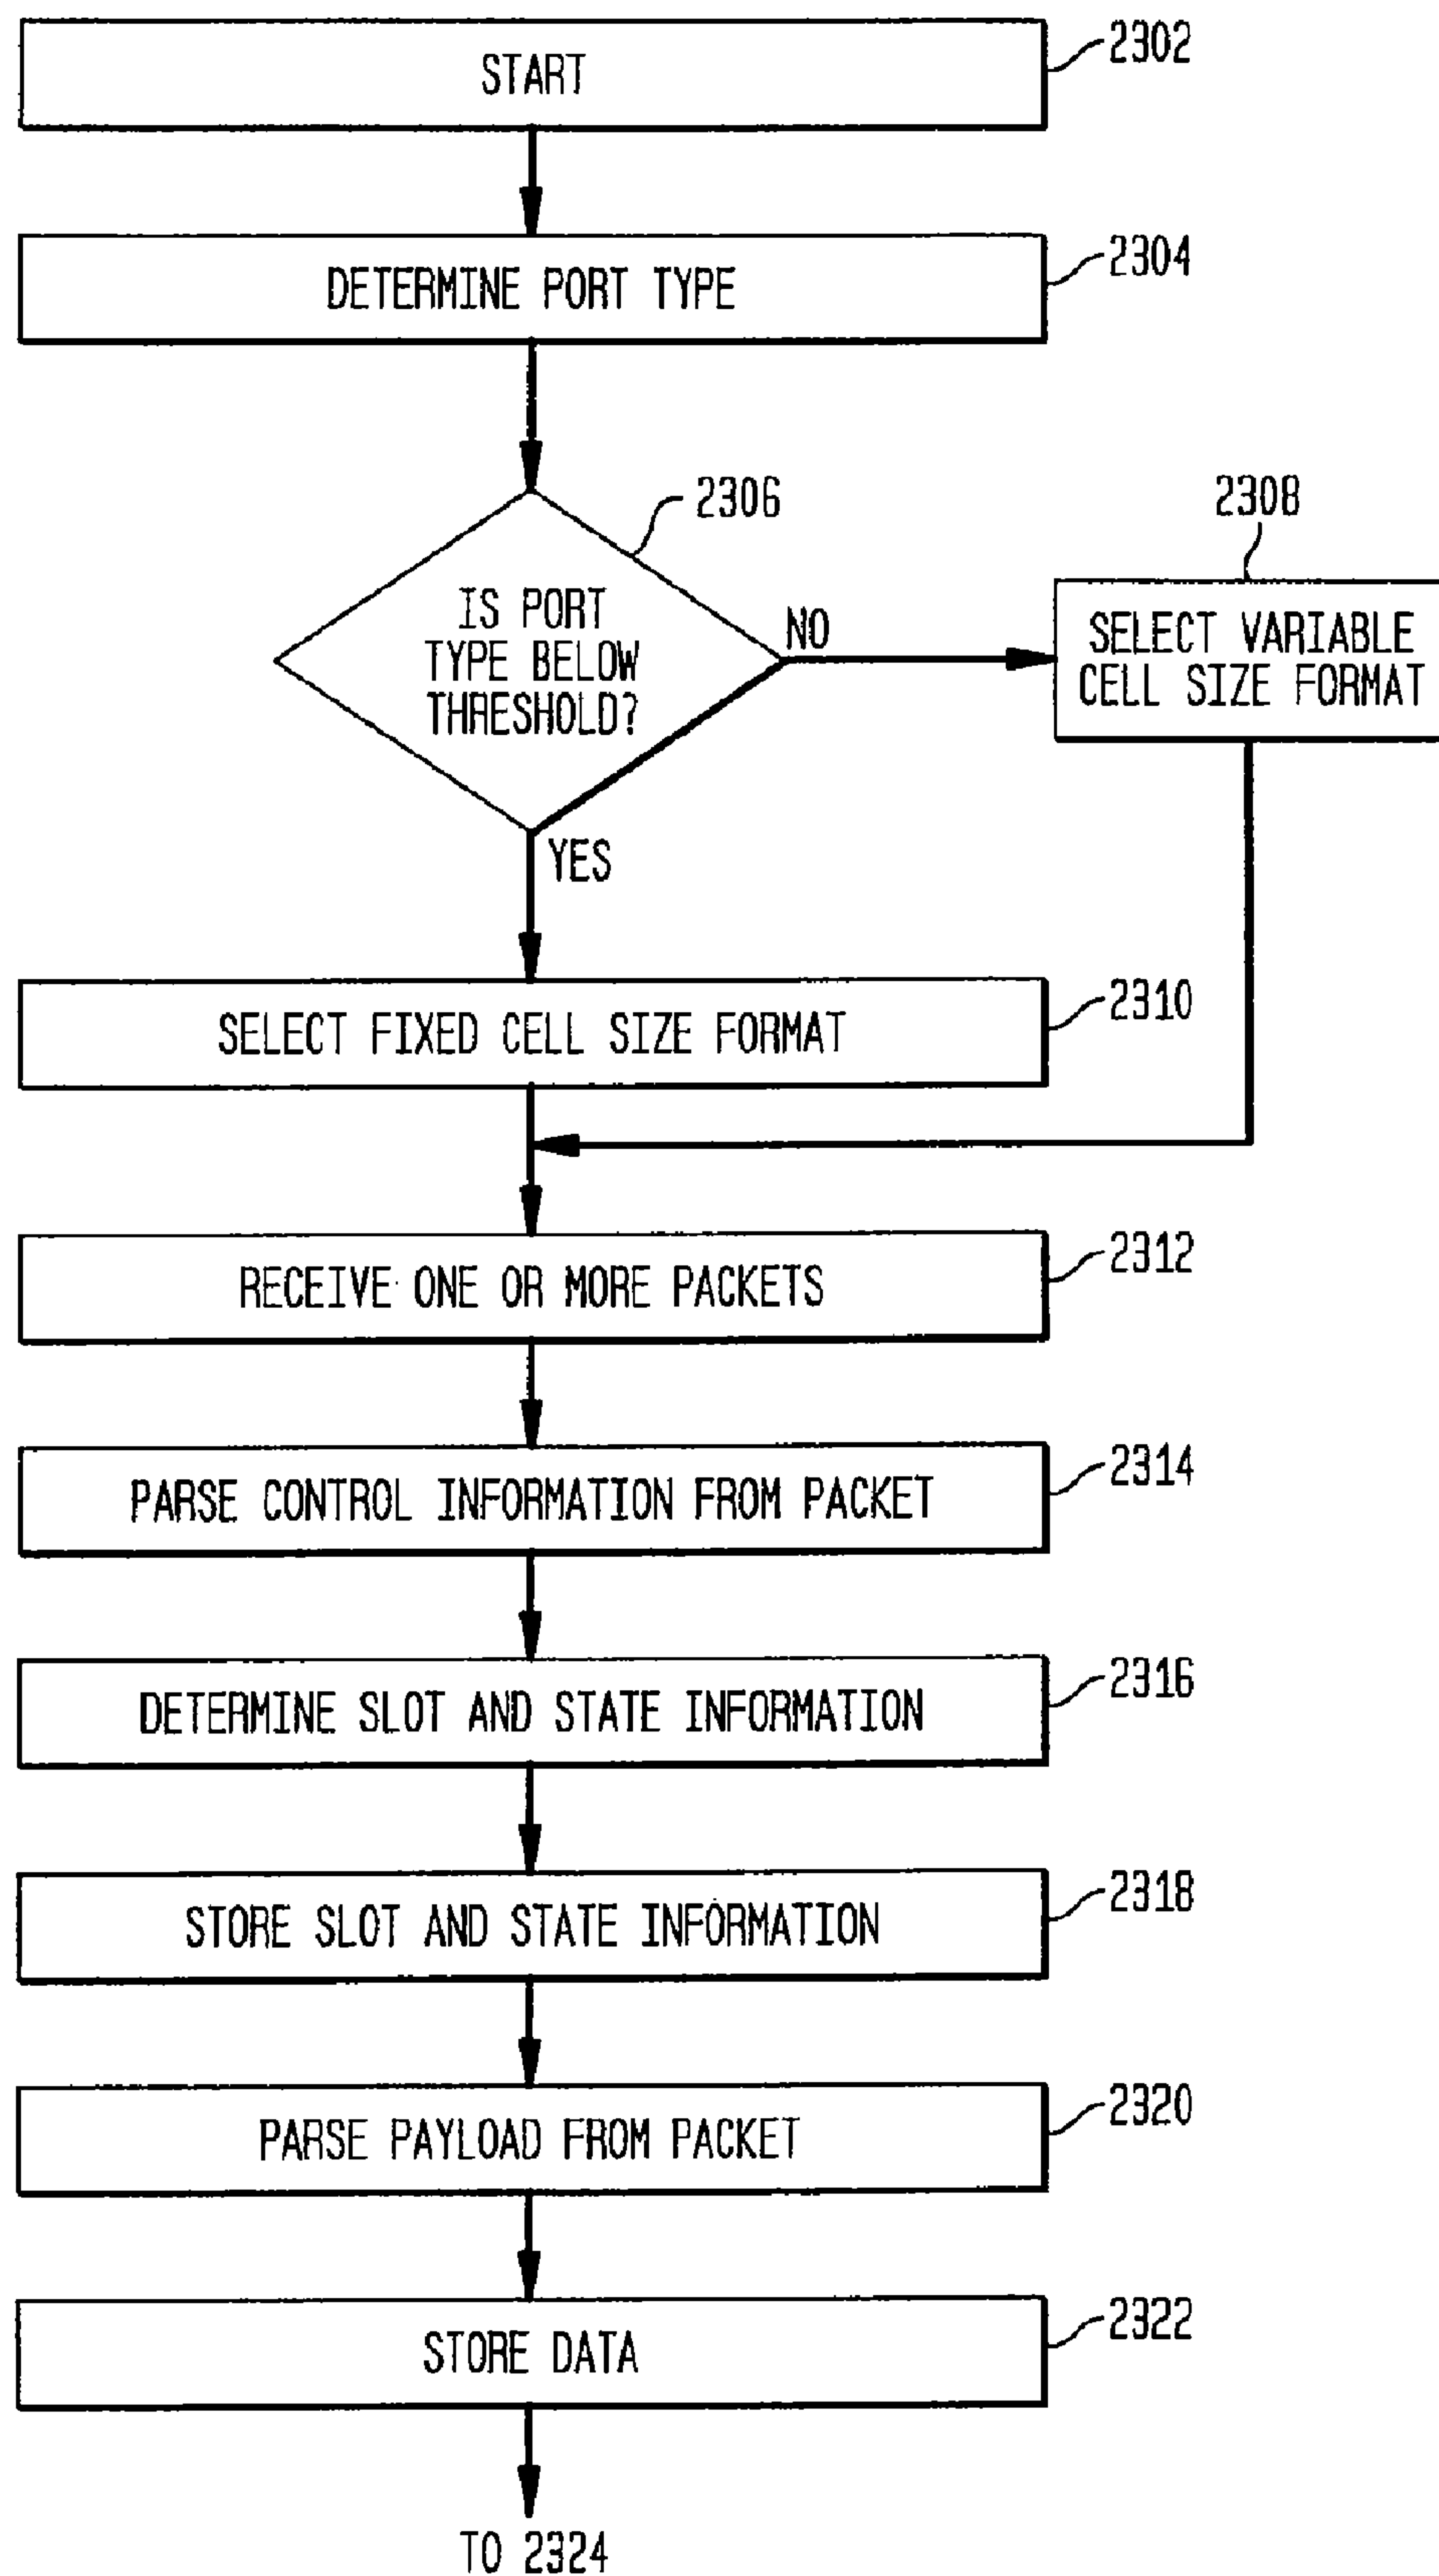 START
2302
DETERMINE PORT TYPE
2304
2306
IS PORT
TYPE BELOW
THRESHOLD?
NO
2308
SELECT VARIABLE
CELL SIZE FORMAT
YES
SELECT FIXED CELL SIZE FORMAT
2310
RECEIVE ONE OR MORE PACKETS
2312
PARSE CONTROL INFORMATION FROM PACKET
2314
DETERMINE SLOT AND STATE INFORMATION
2316
STORE SLOT AND STATE INFORMATION
2318
PARSE PAYLOAD FROM PACKET
2320
STORE DATA
2322
TO 2324